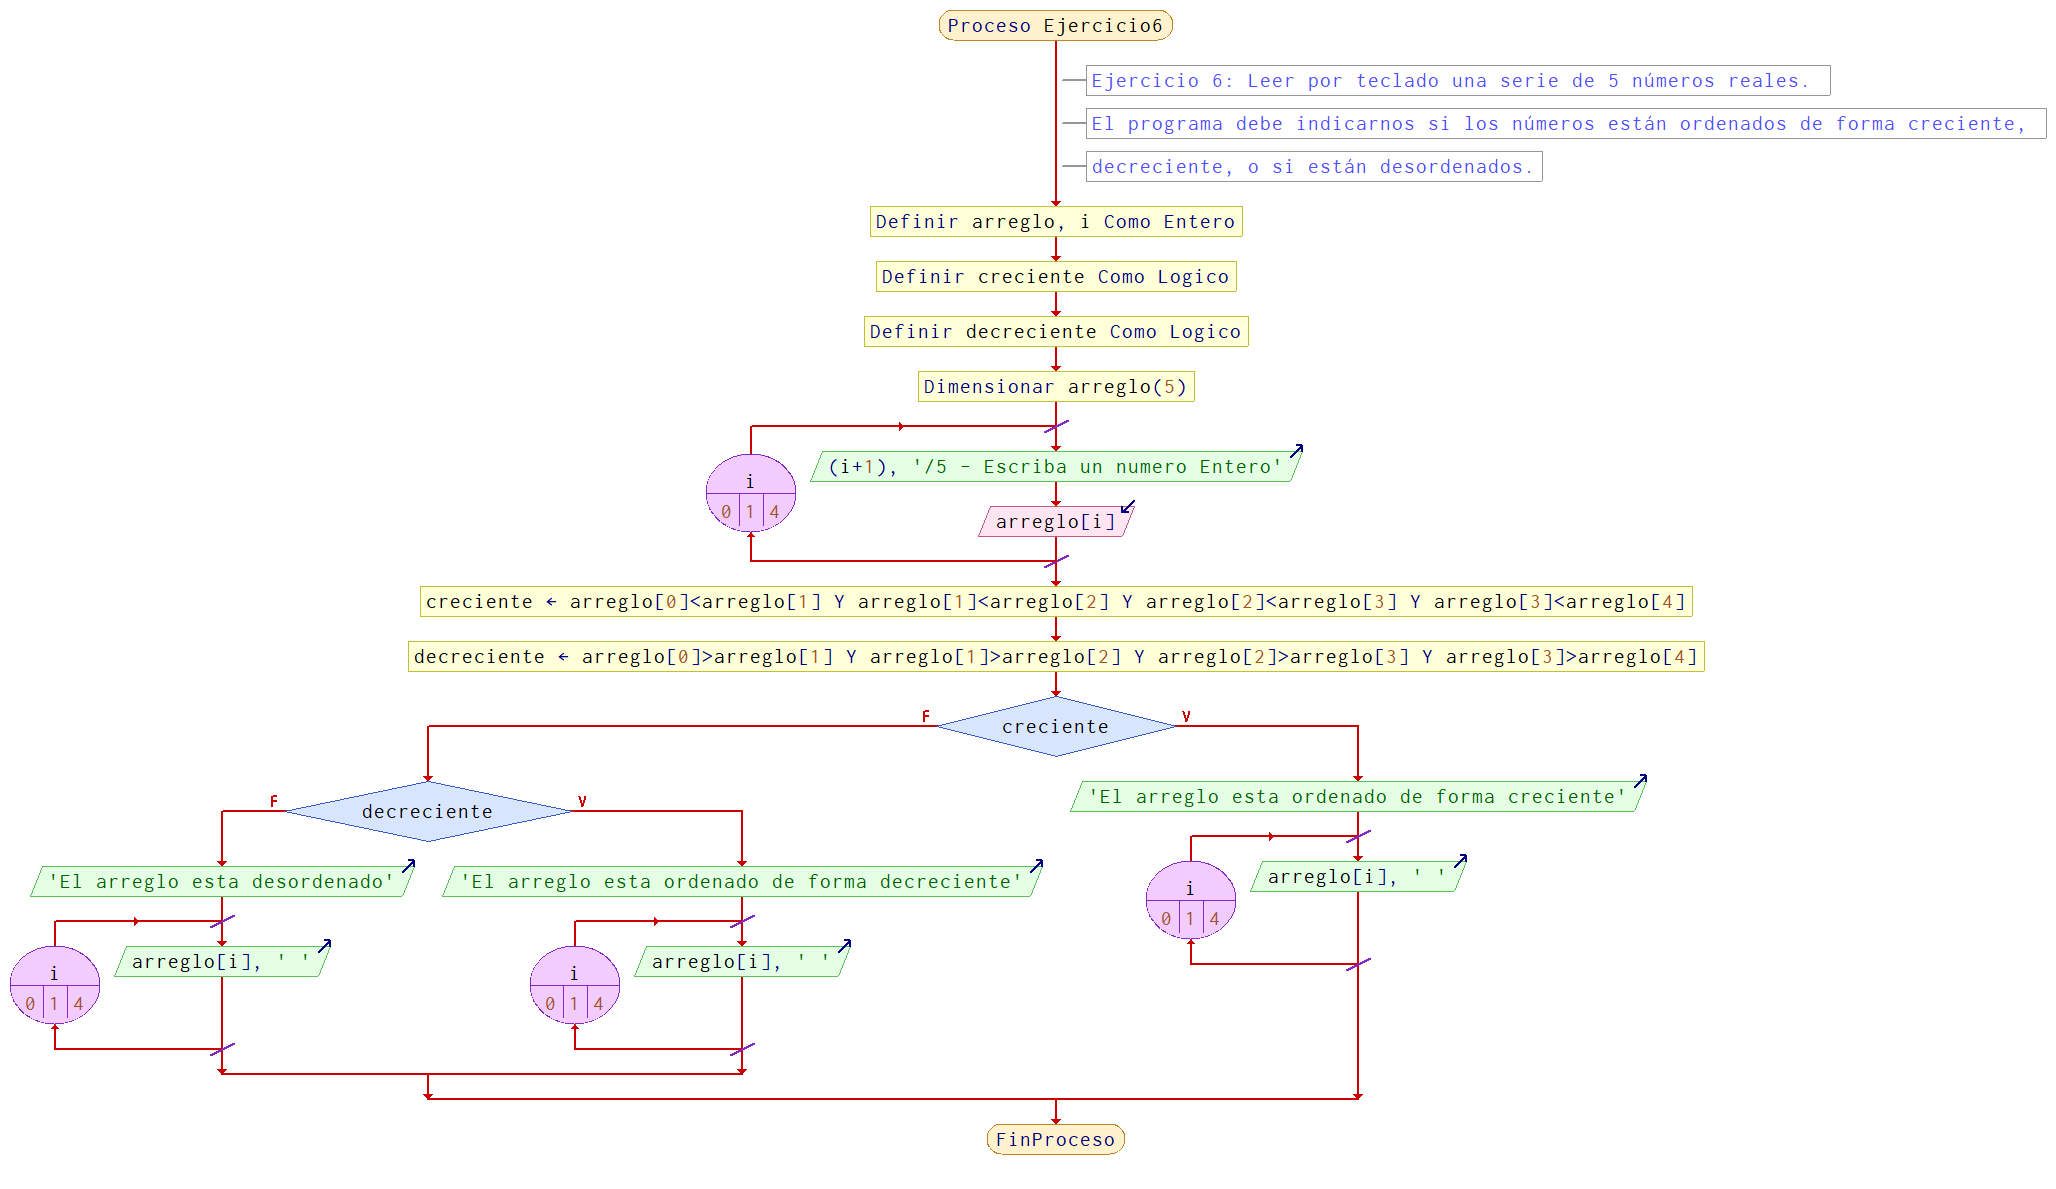 Proceso Ejercicio6
Ejercicio 6: Leer por teclado una serie de 5 números reales.
El programa debe indicarnos si los números están ordenados de forma creciente,
decreciente, o si están desordenados.
Definir arreglo, i Como Entero
Definir creciente Como Logico
Definir decreciente Como Logico
Dimensionar arreglo(5)
(i+1), '/5 - Escriba un numero Entero'
i
0 1 4
arreglo[i]
creciente ← arreglo[0]<arreglo[1] Y arreglo[1]<arreglo[2] Y arreglo[2]<arreglo[3] Y arreglo[3]<arreglo[4]
decreciente ← arreglo[0]>arreglo[1] Y arreglo[1]>arreglo[2] Y arreglo[2]>arreglo[3] Y arreglo[3]>arreglo[4]
F
V
creciente
F
V
decreciente
'El arreglo esta ordenado de forma creciente'
i
0 1 4
arreglo[i], ' '
'El arreglo esta desordenado'
i
0 1 4
arreglo[i], ' '
'El arreglo esta ordenado de forma decreciente'
i
0 1 4
arreglo[i], ' '
FinProceso